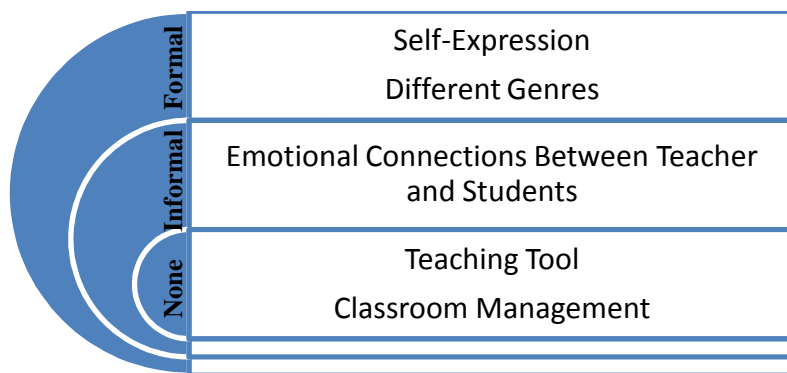 Formal
Self-Expression
Different Genres
Informal
Emotional Connections Between Teacher
and Students
None
Teaching Tool
Classroom Management